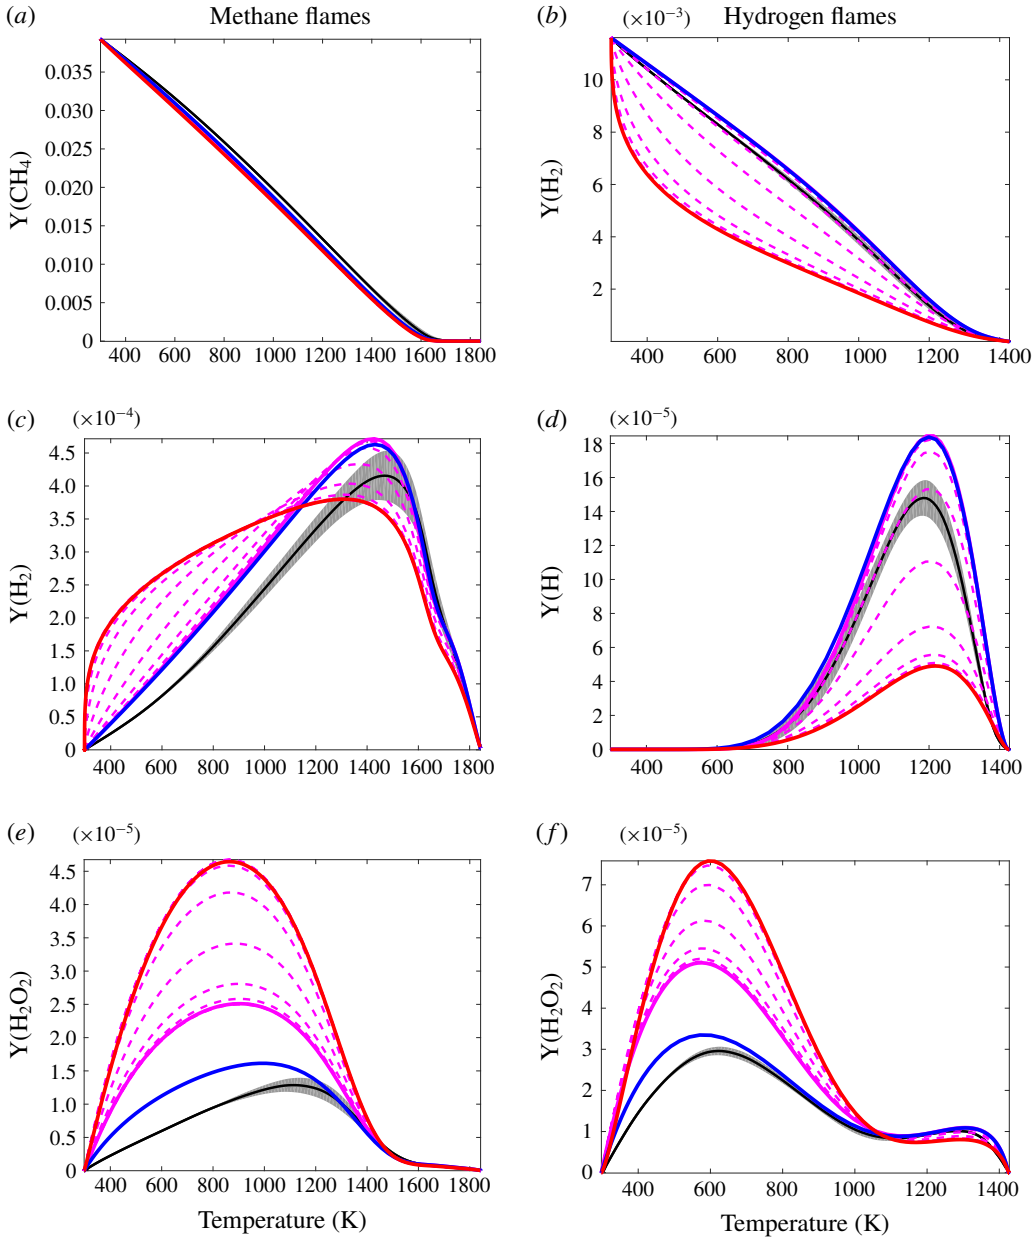 (a) Methane flames
(b) (×10−3) Hydrogen flames
0.035
0.030
0.025
0.020
0.015
0.010
0.005
0
Y(CH4)
400 600 800 1000 1200 1400 1600 1800
10
8
6
4
2
Y(H2)
400 600 800 1000 1200 1400
(c) (×10−4)
4.5
4.0
3.5
3.0
2.5
2.0
1.5
1.0
0.5
0
Y(H2)
400 600 800 1000 1200 1400 1600 1800
(d) (×10−5)
18
16
14
12
10
8
6
4
2
0
Y(H)
400 600 800 1000 1200 1400
(e) (×10−5)
4.5
4.0
3.5
3.0
2.5
2.0
1.5
1.0
0.5
0
Y(H2O2)
400 600 800 1000 1200 1400 1600 1800
Temperature (K)
(f) (×10−5)
7
6
5
4
3
2
1
0
Y(H2O2)
400 600 800 1000 1200 1400
Temperature (K)